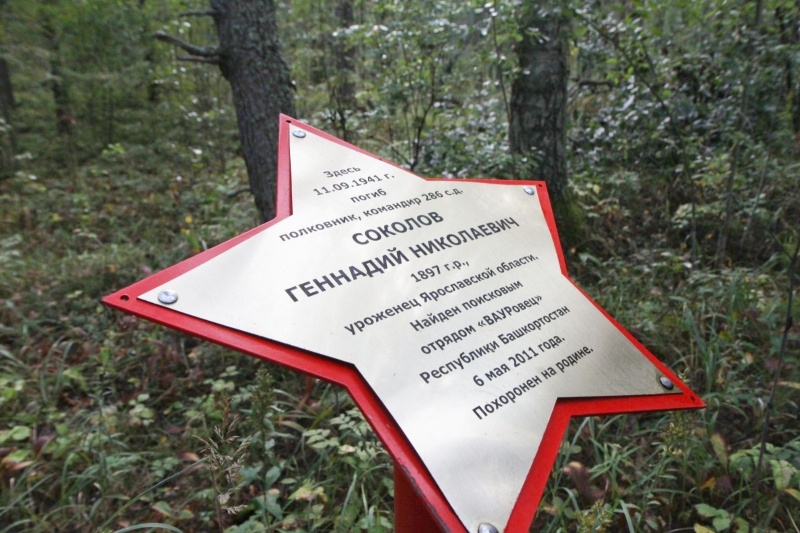 Здесь
11.09.1941 г.
погиб
полковник, командир 286 с.д.
СОКОЛОВ
ГЕННАДИЙ НИКОЛАЕВИЧ
1897 г.р.,
уроженец Ярославской области.
Найден поисковым
отрядом «ВАУРовец»
Республики Башкортостан
6 мая 2011 года.
Похоронен на родине.